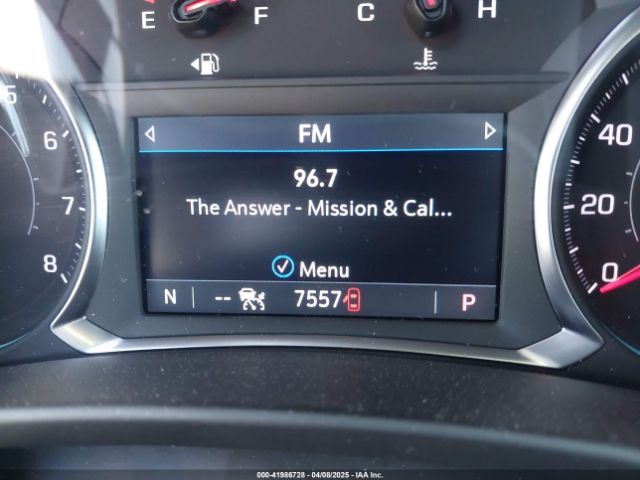 E F C H
5
6
7
8
FM
96.7
The Answer - Mission & Cal...
Menu
N -- 7557 P
40
20
0
000-41986728 - 04/08/2025 - IAA Inc.